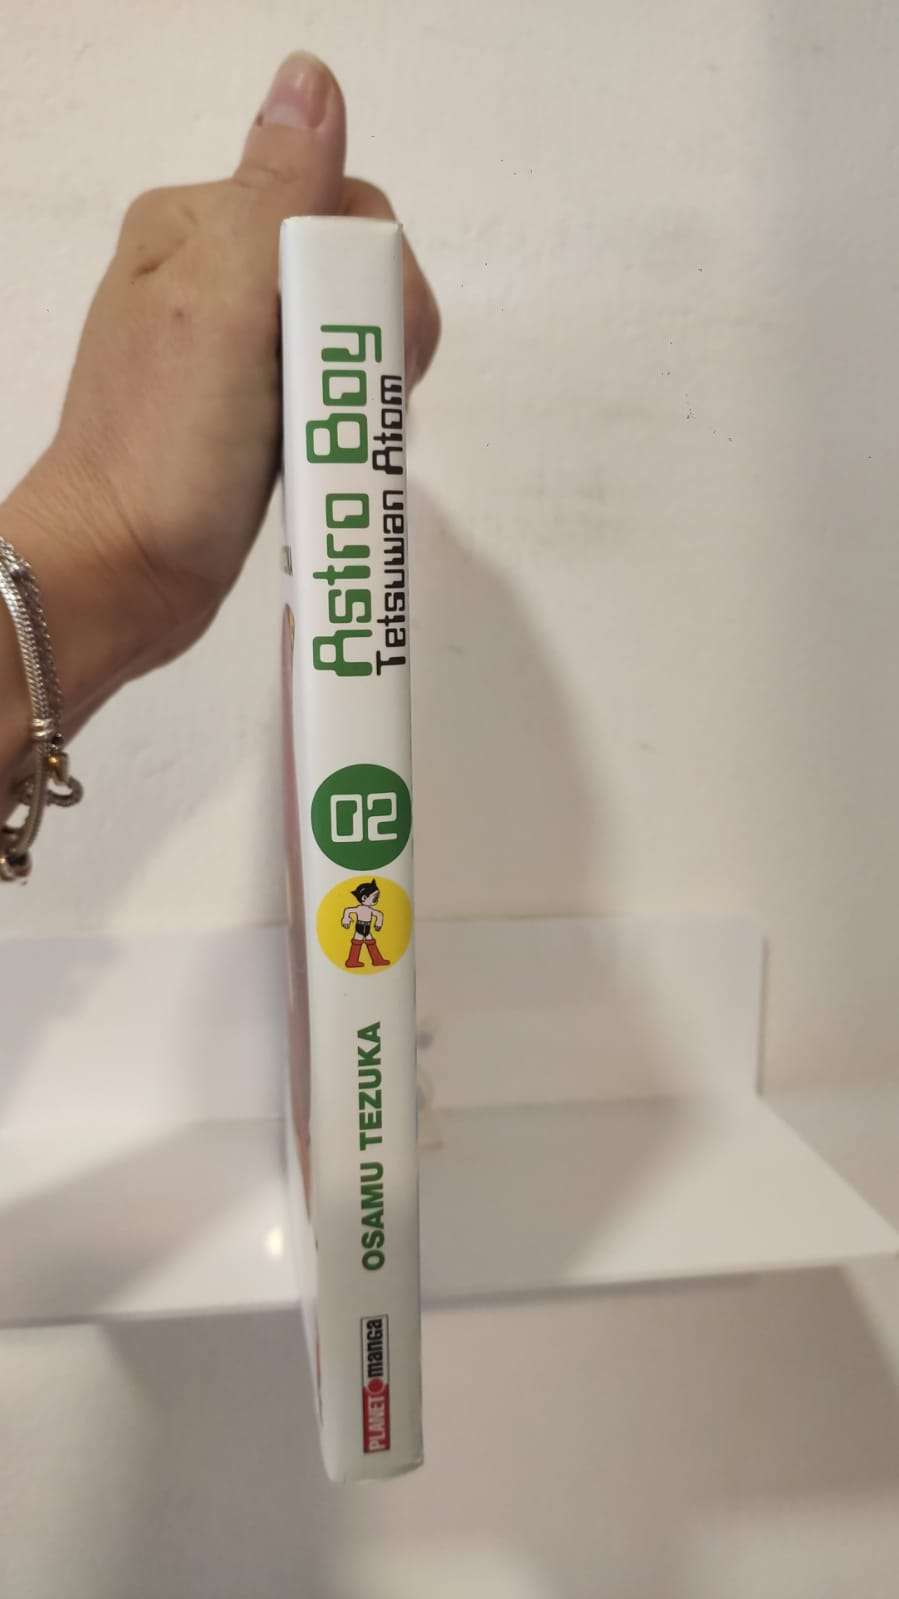 Astro Boy
Tetsuwan Atom
02
OSAMU TEZUKA
PLANET manga